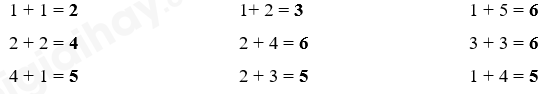 1 + 1 = 2 1+ 2 = 3 1 + 5 = 6
2 + 2 = 4 2 + 4 = 6 3 + 3 = 6
4 + 1 = 5 2 + 3 = 5 1 + 4 = 5